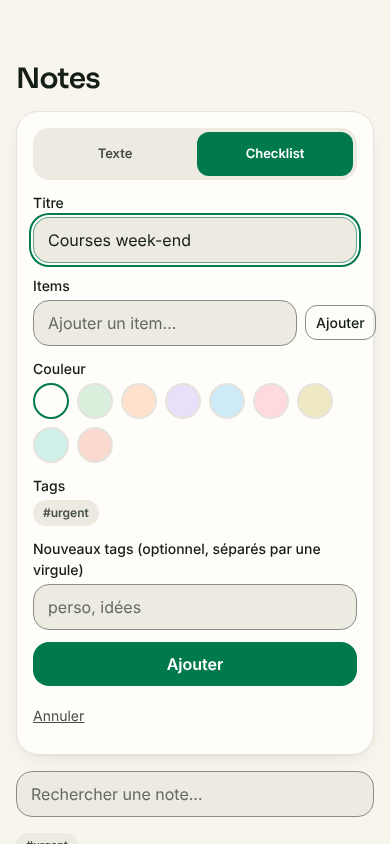 Notes
Texte
Checklist
Titre
Courses week-end
Items
Ajouter un item...
Ajouter
Couleur
Tags
#urgent
Nouveaux tags (optionnel, séparés par une
virgule)
perso, idées
Ajouter
Annuler
Rechercher une note...
#urgent